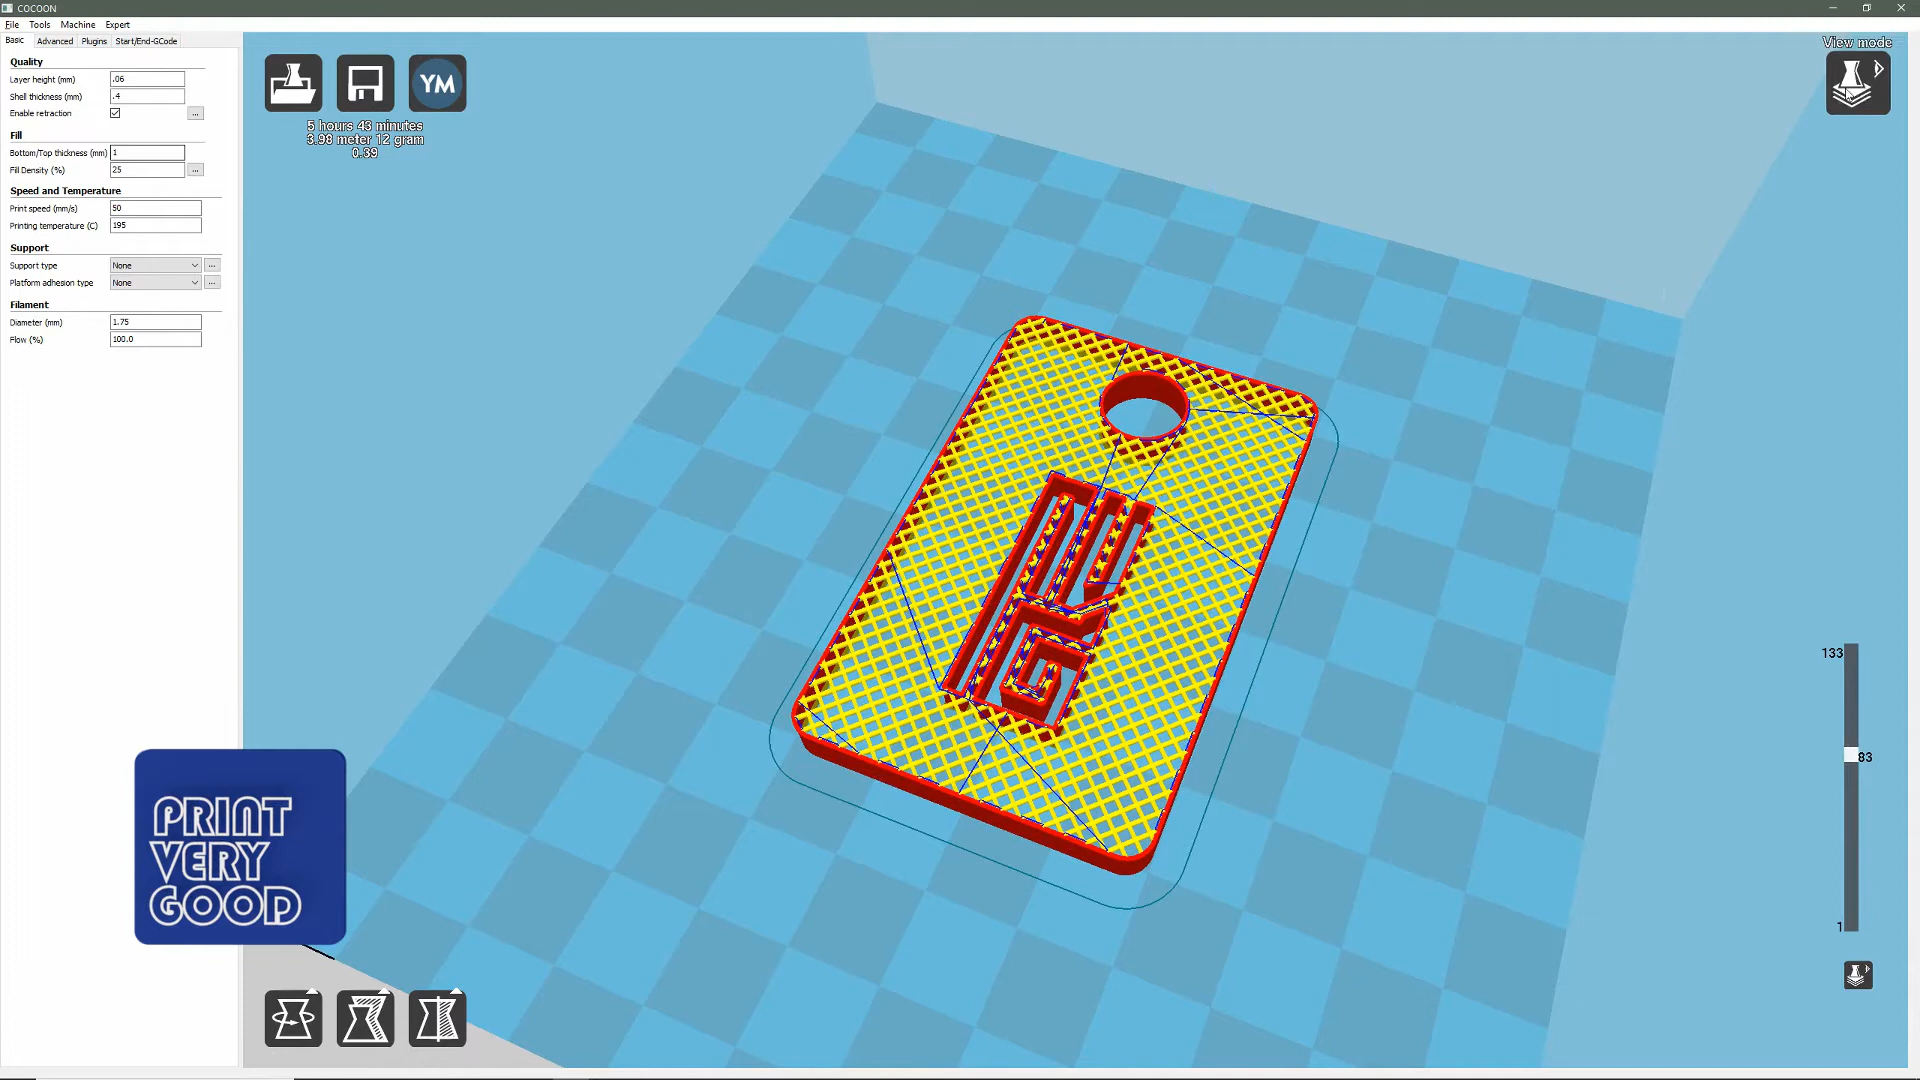 COCOON
File Tools Machine Expert
Basic Advanced Plugins Start/End-GCode
Quality
Layer height (mm) .06
Shell thickness (mm) .4
Enable retraction ...
Fill
Bottom/Top thickness (mm) 1
Fill Density (%) 25 ...
Speed and Temperature
Print speed (mm/s) 50
Printing temperature (C) 195
Support
Support type None ...
Platform adhesion type None ...
Filament
Diameter (mm) 1.75
Flow (%) 100.0
YM
5 hours 43 minutes
3.98 meter 12 gram
0.39
View mode
133
83
1
PRINT
VERY
GOOD